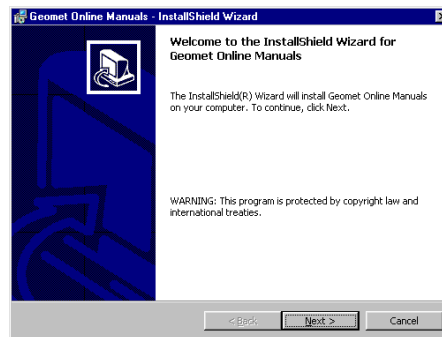 Geomet Online Manuals - InstallShield Wizard
Welcome to the InstallShield Wizard for
Geomet Online Manuals
The InstallShield(R) Wizard will install Geomet Online Manuals
on your computer. To continue, click Next.
WARNING: This program is protected by copyright law and
international treaties.
< Back
Next >
Cancel